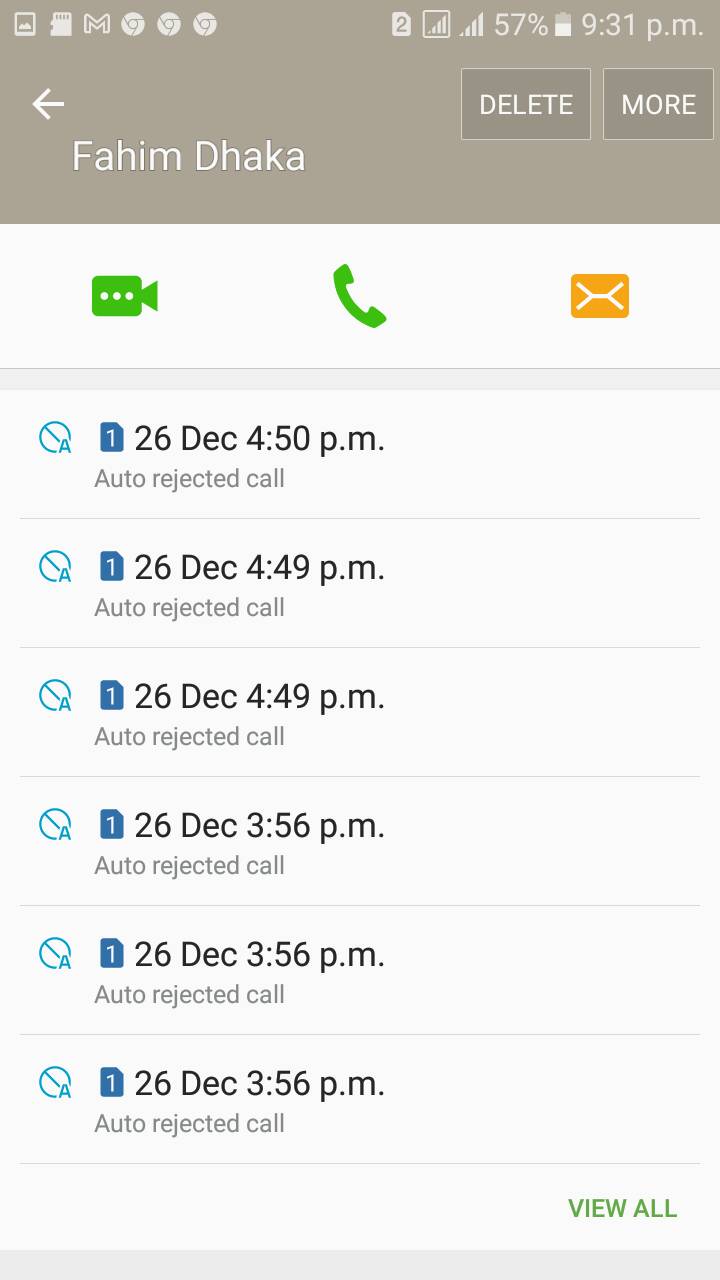 2 57% 9:31 p.m.
DELETE MORE
Fahim Dhaka
1 26 Dec 4:50 p.m.
Auto rejected call
1 26 Dec 4:49 p.m.
Auto rejected call
1 26 Dec 4:49 p.m.
Auto rejected call
1 26 Dec 3:56 p.m.
Auto rejected call
1 26 Dec 3:56 p.m.
Auto rejected call
1 26 Dec 3:56 p.m.
Auto rejected call
VIEW ALL